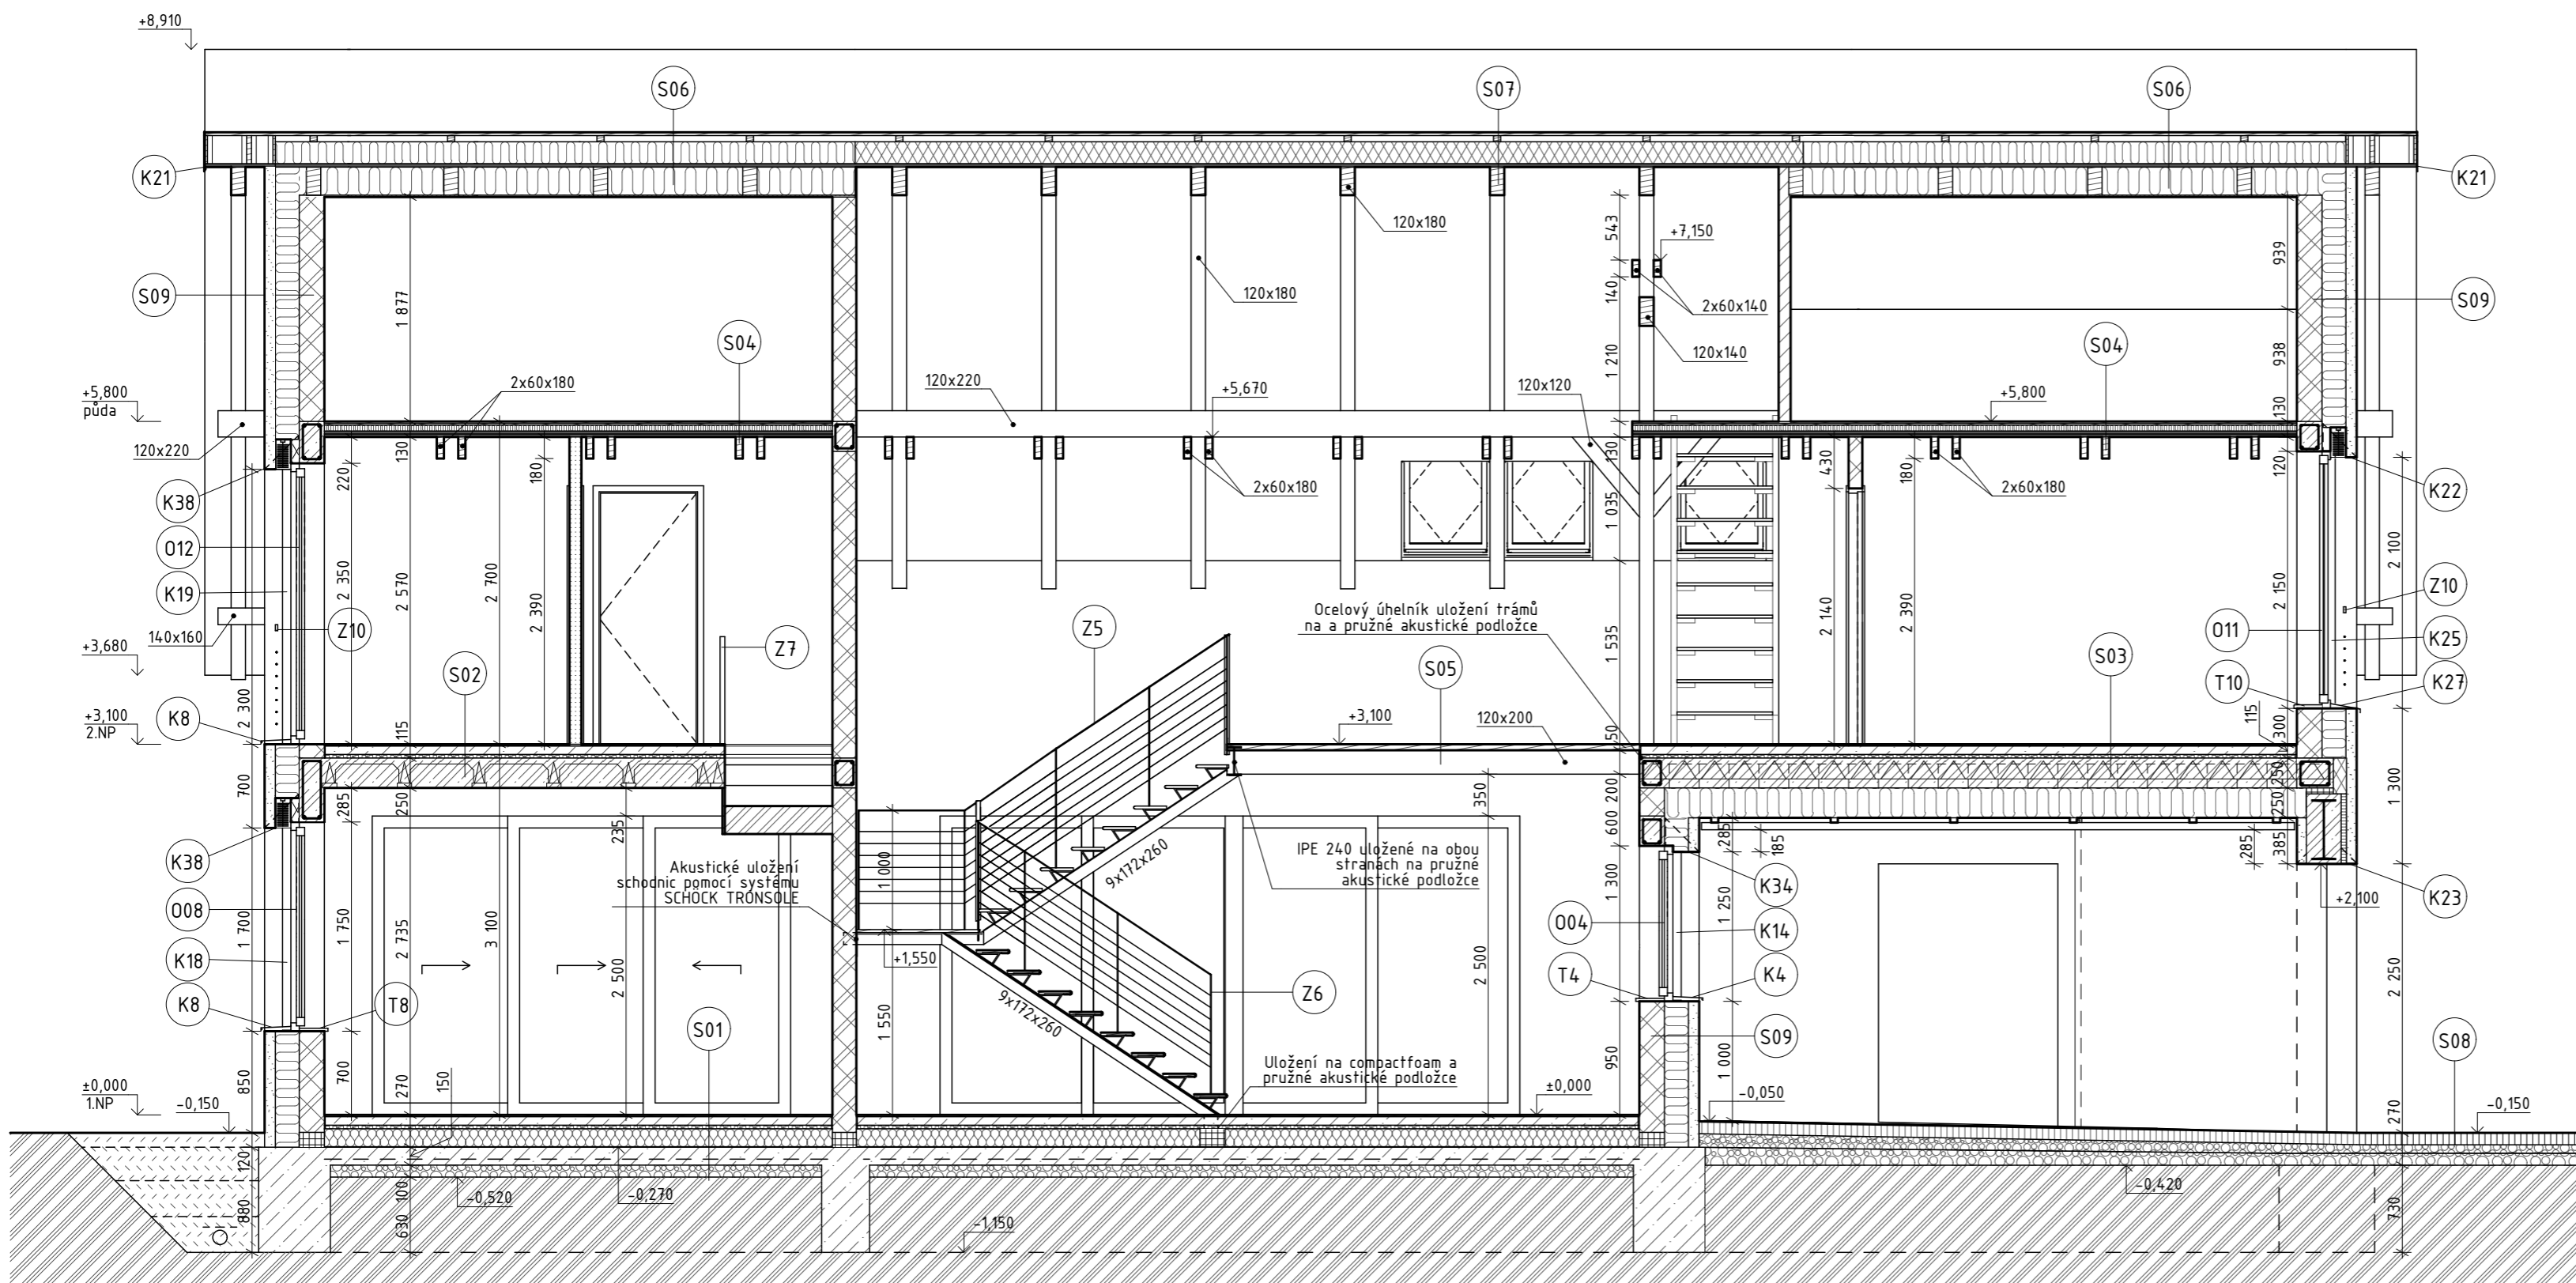 +8,910
S06
S07
S06
K21
K21
120x180
543
+7,150
939
S09
120x180
140
2x60x140
S09
1 877
S04
120x140
S04
1 210
938
2x60x180
120x220
+5,670
120x120
+5,800
půda
+5,800
130
120x220
130
130
220
180
430
180
120
K38
2x60x180
2x60x180
K22
1 035
O12
2 100
K19
2 350
2 570
2 700
2 390
Ocelový úhelník uložení trámů
na a pružné akustické podložce
2 140
2 390
2 150
Z10
Z10
140x160
Z5
O11
K25
+3,680
Z7
1 535
S02
S05
S03
T10
K27
2 300
K8
+3,100
2.NP
115
+3,100
120x200
50
115
300
700
285
250
350
200
600
250
250
1 300
235
K38
1 000
Akustické uložení
schodnic pomocí systému
SCHÖCK TRONSOLE
9x172x260
IPE 240 uložené na obou
stranách na pružné
akustické podložce
285
185
285
385
K34
+2,100
K23
O08
1 700
1 750
2 735
3 100
2 500
1 300
1 250
O04
K14
K18
+1,550
2 500
T4
K4
2 250
K8
T8
9x172x260
Z6
S01
1 550
S09
S08
850
700
270
150
Uložení na compactfoam a
pružné akustické podložce
950
1 000
±0,000
1.NP
-0,150
±0,000
-0,050
270
-0,150
120
100
-0,520
-0,270
-0,420
880
630
-1,150
730